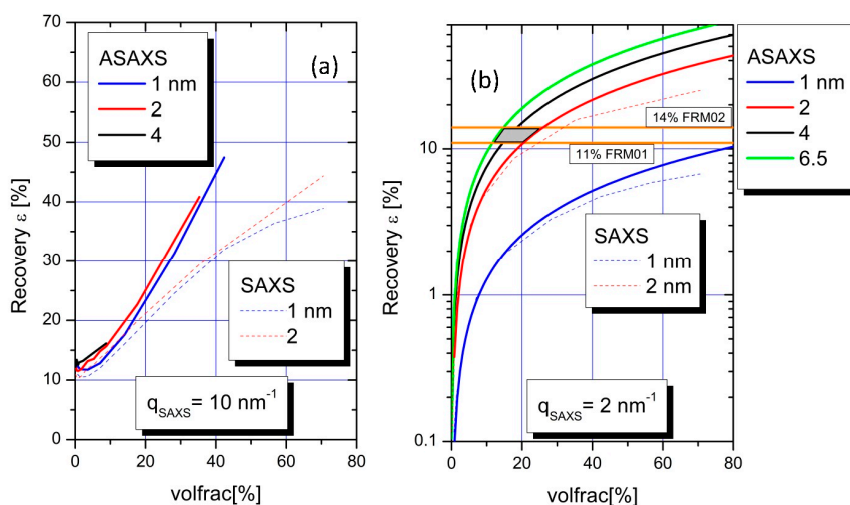 70
60
50
40
30
20
10
0
Recovery ε [%]
ASAXS
1 nm
2
4
(a)
SAXS
1 nm
2
qSAXS= 10 nm-1
0 20 40 60 80
volfrac[%]
10
1
0.1
Recovery ε [%]
(b)
14% FRM02
11% FRM01
SAXS
1 nm
2 nm
qSAXS= 2 nm-1
0 20 40 60 80
volfrac[%]
ASAXS
1 nm
2
4
6.5